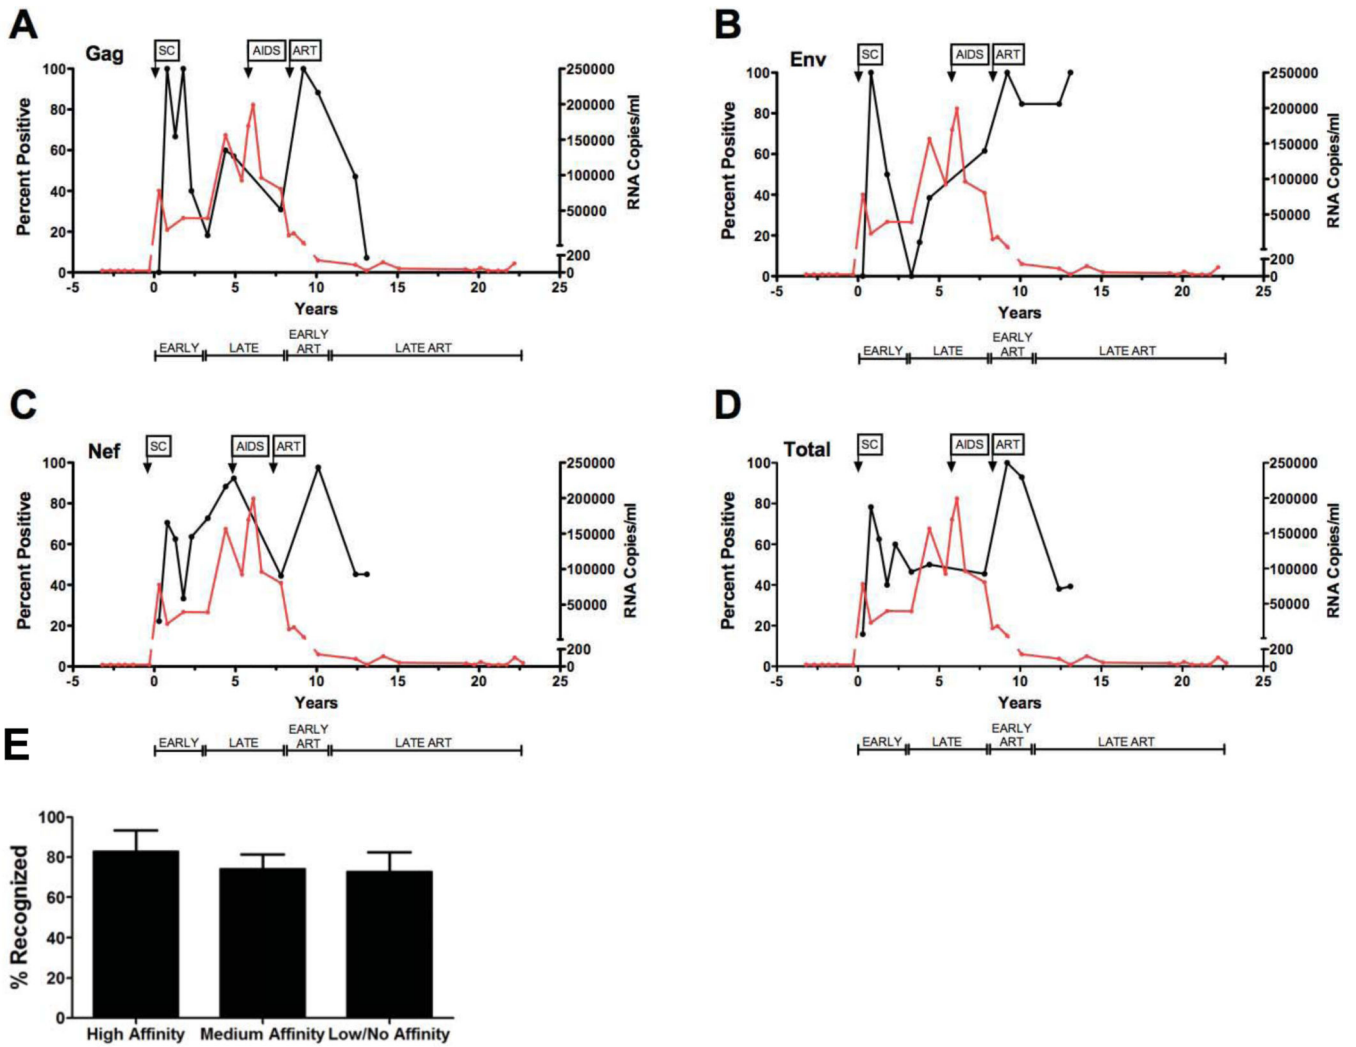 A
Gag
SC
AIDS
ART
Percent Positive
100
80
60
40
20
0
250000
200000
150000
100000
50000
200
0
RNA Copies/ml
-5
0
5
10
15
20
25
Years
EARLY
LATE
EARLY
ART
LATE ART
B
Env
SC
AIDS
ART
Percent Positive
100
80
60
40
20
0
250000
200000
150000
100000
50000
200
0
RNA Copies/ml
-5
0
5
10
15
20
25
Years
EARLY
LATE
EARLY
ART
LATE ART
C
Nef
SC
AIDS
ART
Percent Positive
100
80
60
40
20
0
250000
200000
150000
100000
50000
200
0
RNA Copies/ml
-5
0
5
10
15
20
25
Years
EARLY
LATE
EARLY
ART
LATE ART
D
Total
SC
AIDS
ART
Percent Positive
100
80
60
40
20
0
250000
200000
150000
100000
50000
200
0
RNA Copies/ml
-5
0
5
10
15
20
25
Years
EARLY
LATE
EARLY
ART
LATE ART
E
% Recognized
100
80
60
40
20
0
High Affinity
Medium Affinity
Low/No Affinity